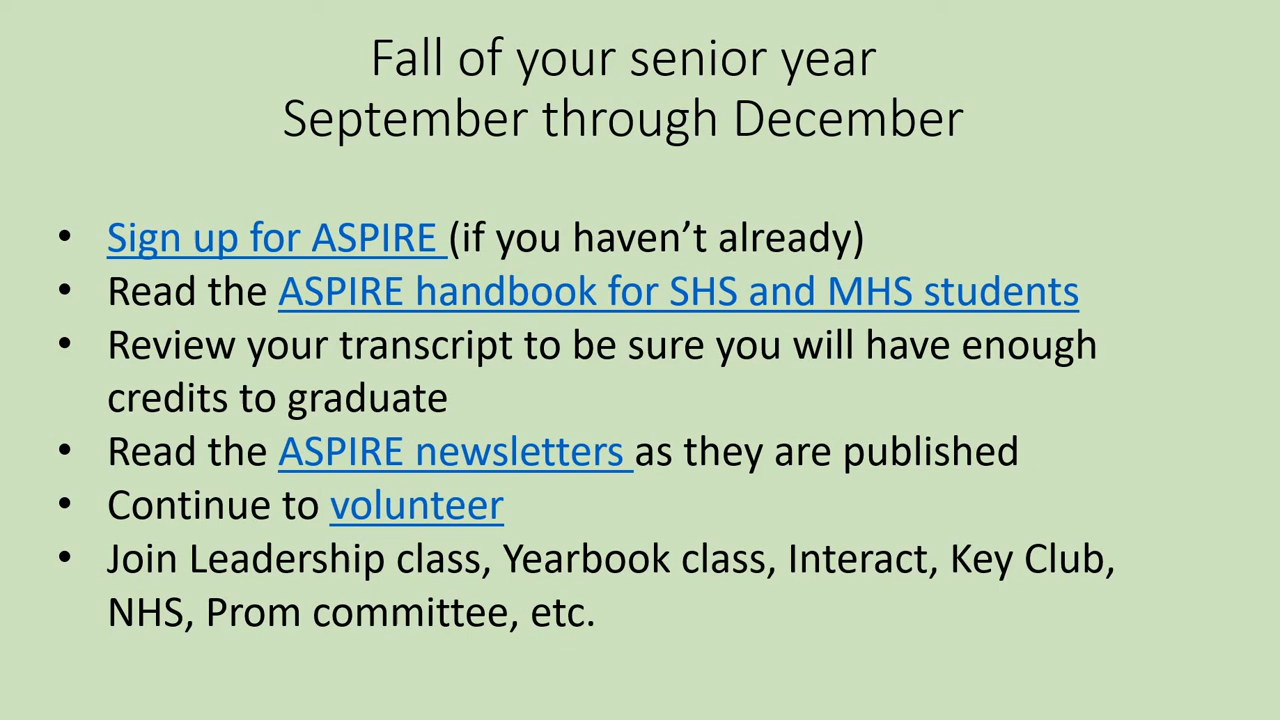 Fall of your senior year
September through December
• Sign up for ASPIRE (if you haven’t already)
• Read the ASPIRE handbook for SHS and MHS students
• Review your transcript to be sure you will have enough
credits to graduate
• Read the ASPIRE newsletters as they are published
• Continue to volunteer
• Join Leadership class, Yearbook class, Interact, Key Club,
NHS, Prom committee, etc.